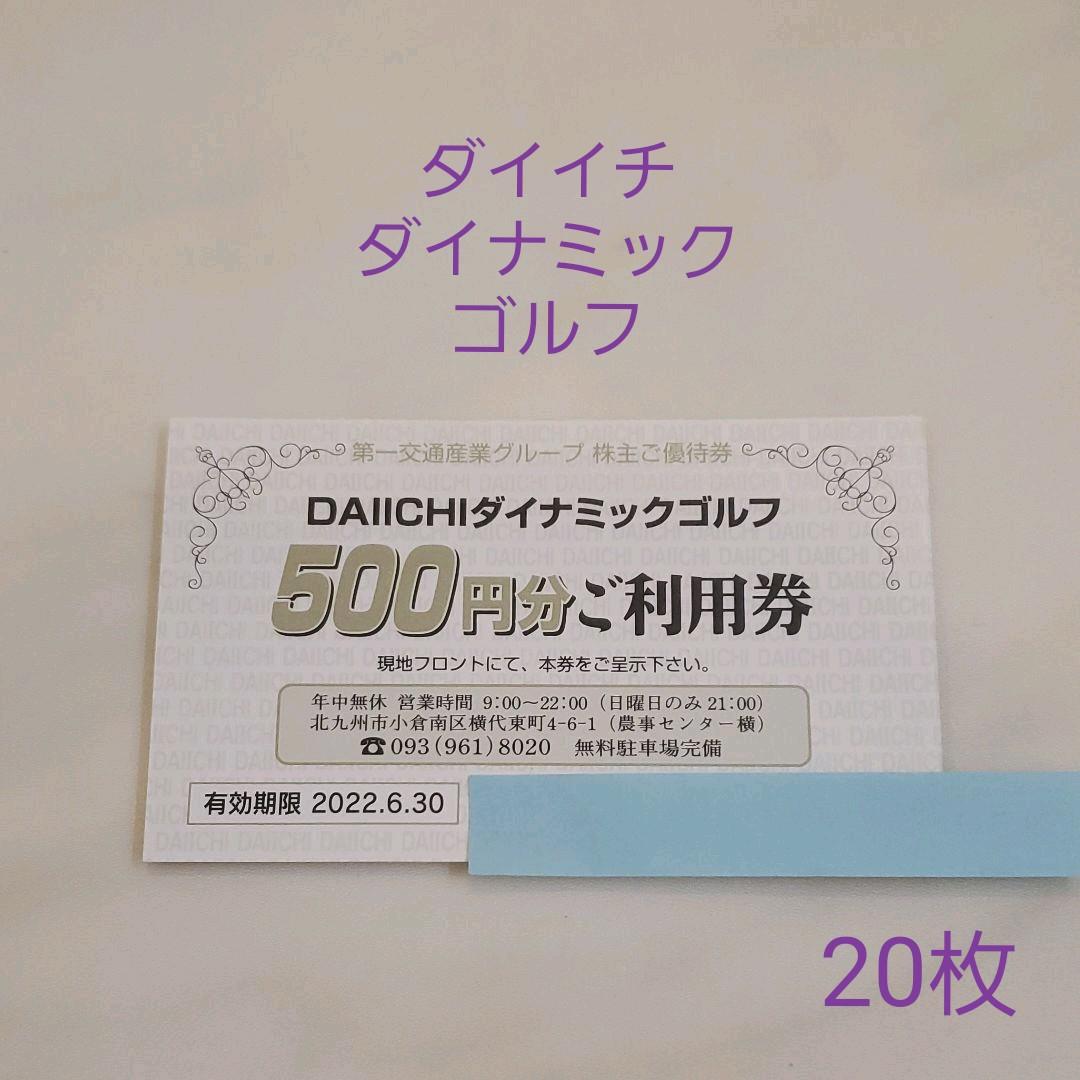 ダイイチ
ダイナミック
ゴルフ
第一交通産業グループ 株主ご優待券
DAIICHIダイナミックゴルフ
500円分ご利用券
現地フロントにて、本券をご呈示下さい。
年中無休 営業時間 9:00〜22:00（日曜日のみ21:00）
北九州市小倉南区横代東町4-6-1（農事センター横）
☎093(961)8020 無料駐車場完備
有効期限 2022.6.30
20枚